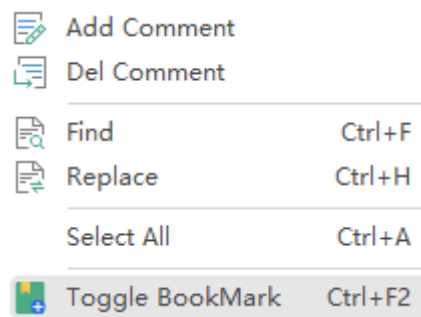 Add Comment
Del Comment
Find Ctrl+F
Replace Ctrl+H
Select All Ctrl+A
Toggle BookMark Ctrl+F2